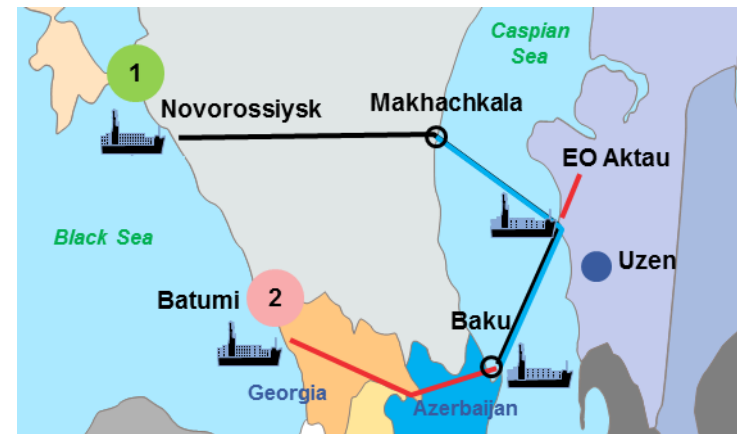 Caspian
Sea
1
Novorossiysk
Makhachkala
EO Aktau
Black Sea
Uzen
Batumi
2
Baku
Georgia
Azerbaijan